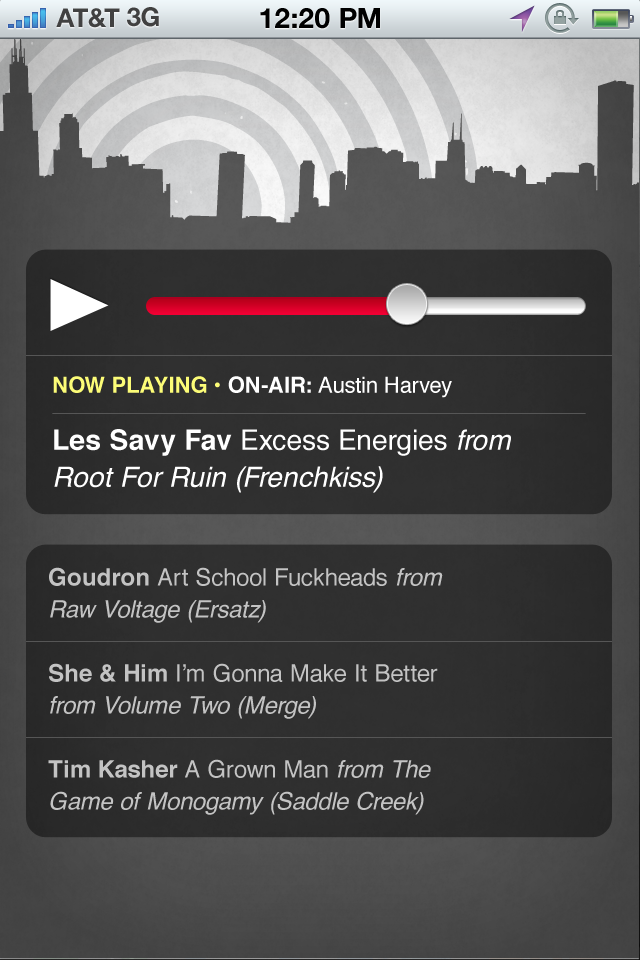 AT&T 3G 12:20 PM
NOW PLAYING • ON-AIR: Austin Harvey
Les Savy Fav Excess Energies from
Root For Ruin (Frenchkiss)
Goudron Art School Fuckheads from
Raw Voltage (Ersatz)
She & Him I’m Gonna Make It Better
from Volume Two (Merge)
Tim Kasher A Grown Man from The
Game of Monogamy (Saddle Creek)